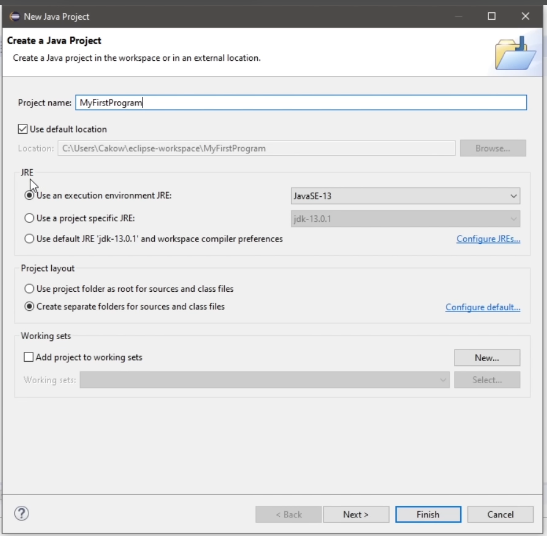 New Java Project
Create a Java Project
Create a Java project in the workspace or in an external location.
Project name: MyFirstProgram
Use default location
Location: C:\Users\Cakow\eclipse-workspace\MyFirstProgram Browse...
JRE
Use an execution environment JRE: JavaSE-13
Use a project specific JRE: jdk-13.0.1
Use default JRE 'jdk-13.0.1' and workspace compiler preferences Configure JREs...
Project layout
Use project folder as root for sources and class files
Create separate folders for sources and class files Configure default...
Working sets
Add project to working sets New...
Working sets: Select...
? < Back Next > Finish Cancel